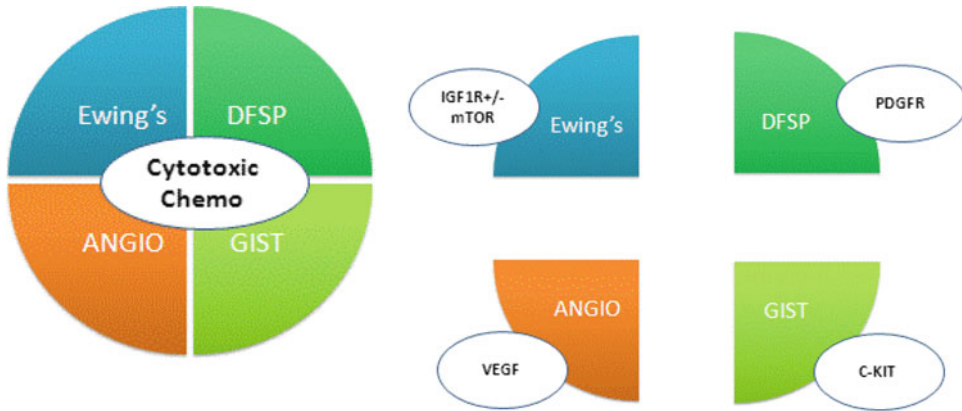 Ewing's
DFSP
Cytotoxic
Chemo
ANGIO
GIST
IGF1R+/-
mTOR
Ewing's
DFSP
PDGFR
ANGIO
VEGF
GIST
C-KIT